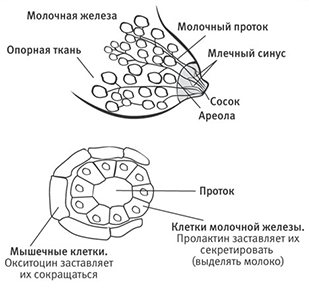 Молочная железа
Молочный проток
Опорная ткань
Млечный синус
Сосок
Ареола
Проток
Клетки молочной железы.
Пролактин заставляет их
секретировать
(выделять молоко)
Мышечные клетки.
Окситоцин заставляет
их сокращаться